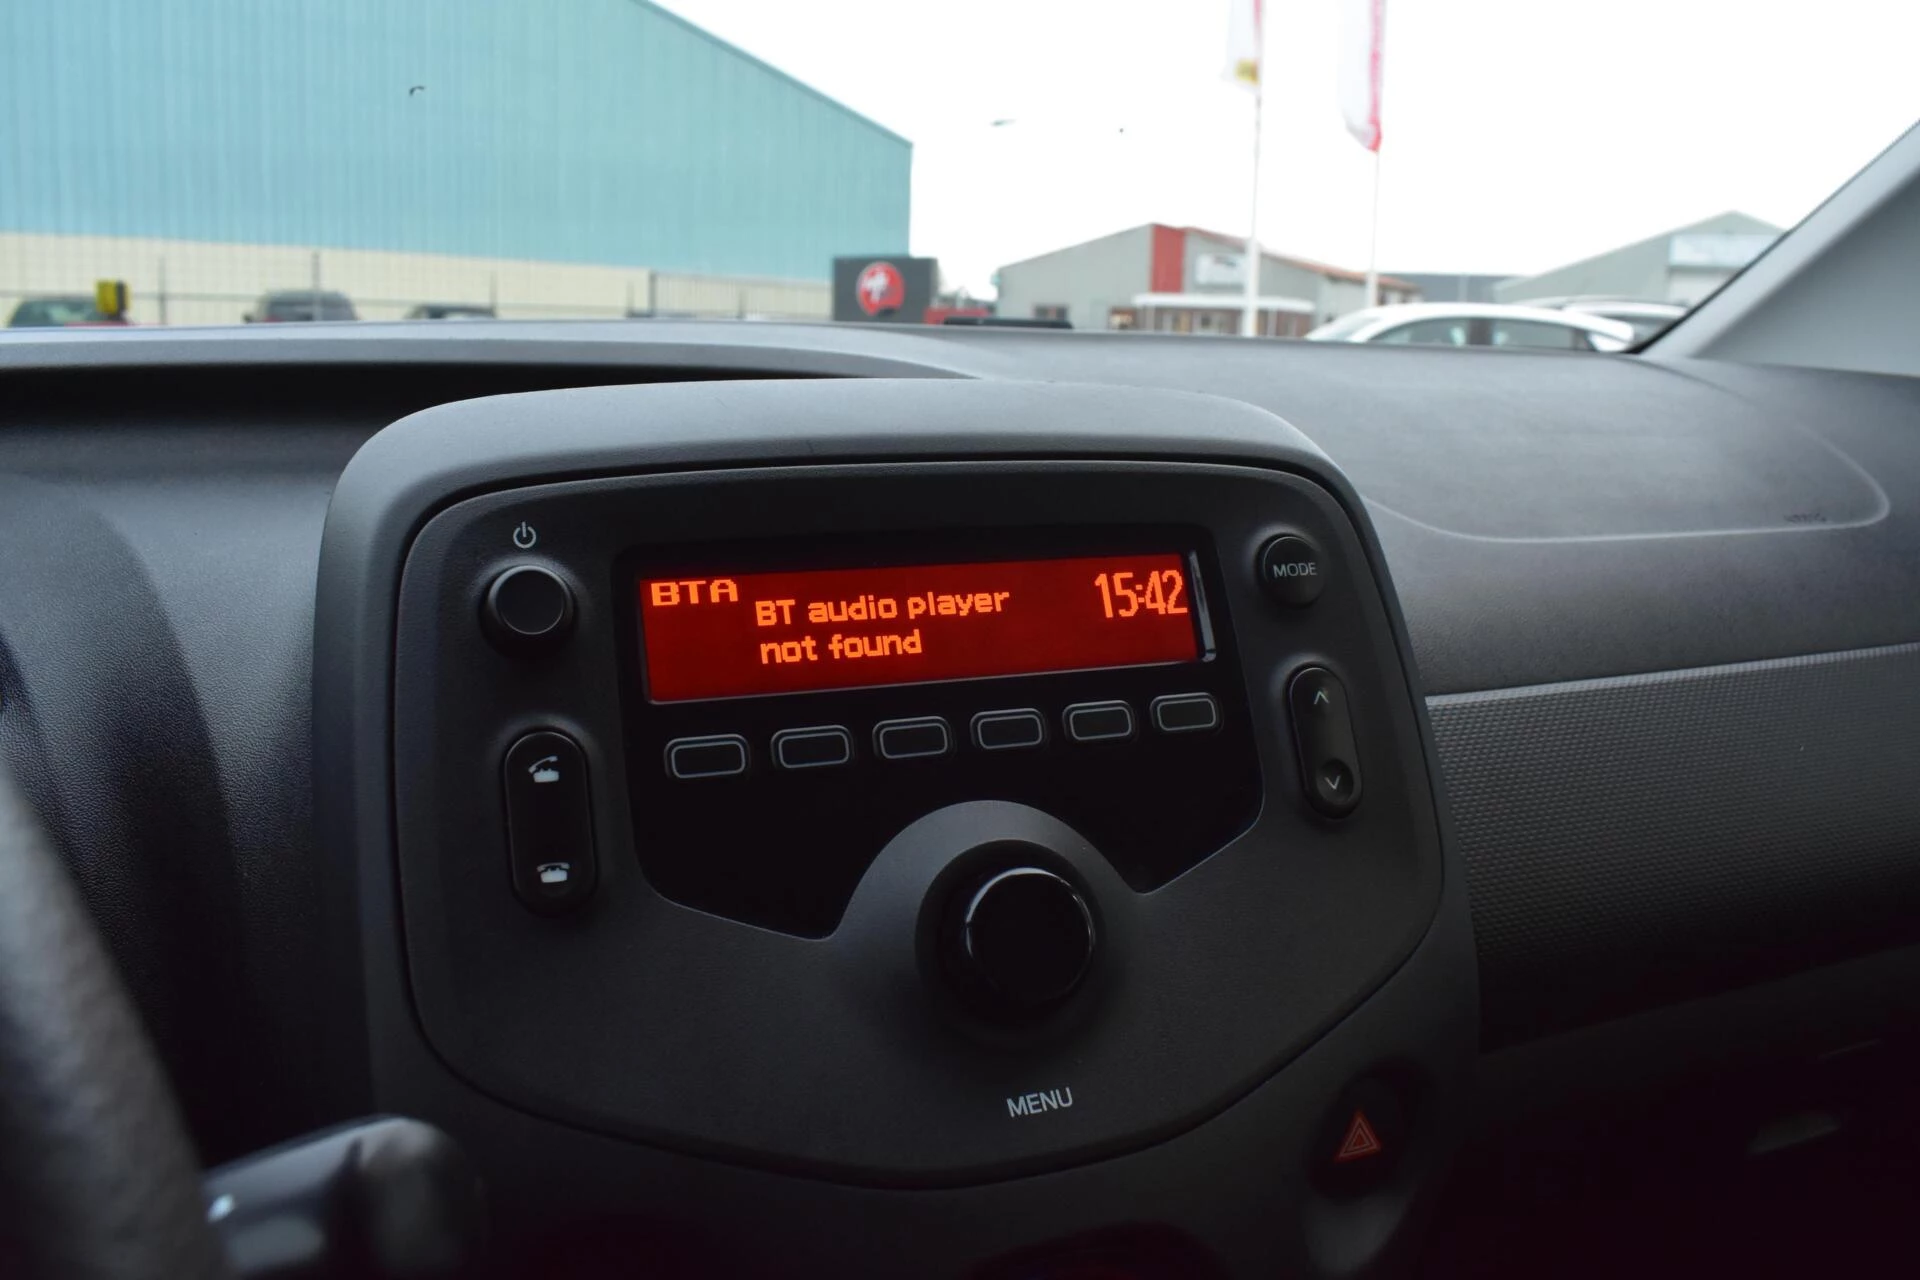 BTA
BT audio player
not found
15:42
MODE
MENU